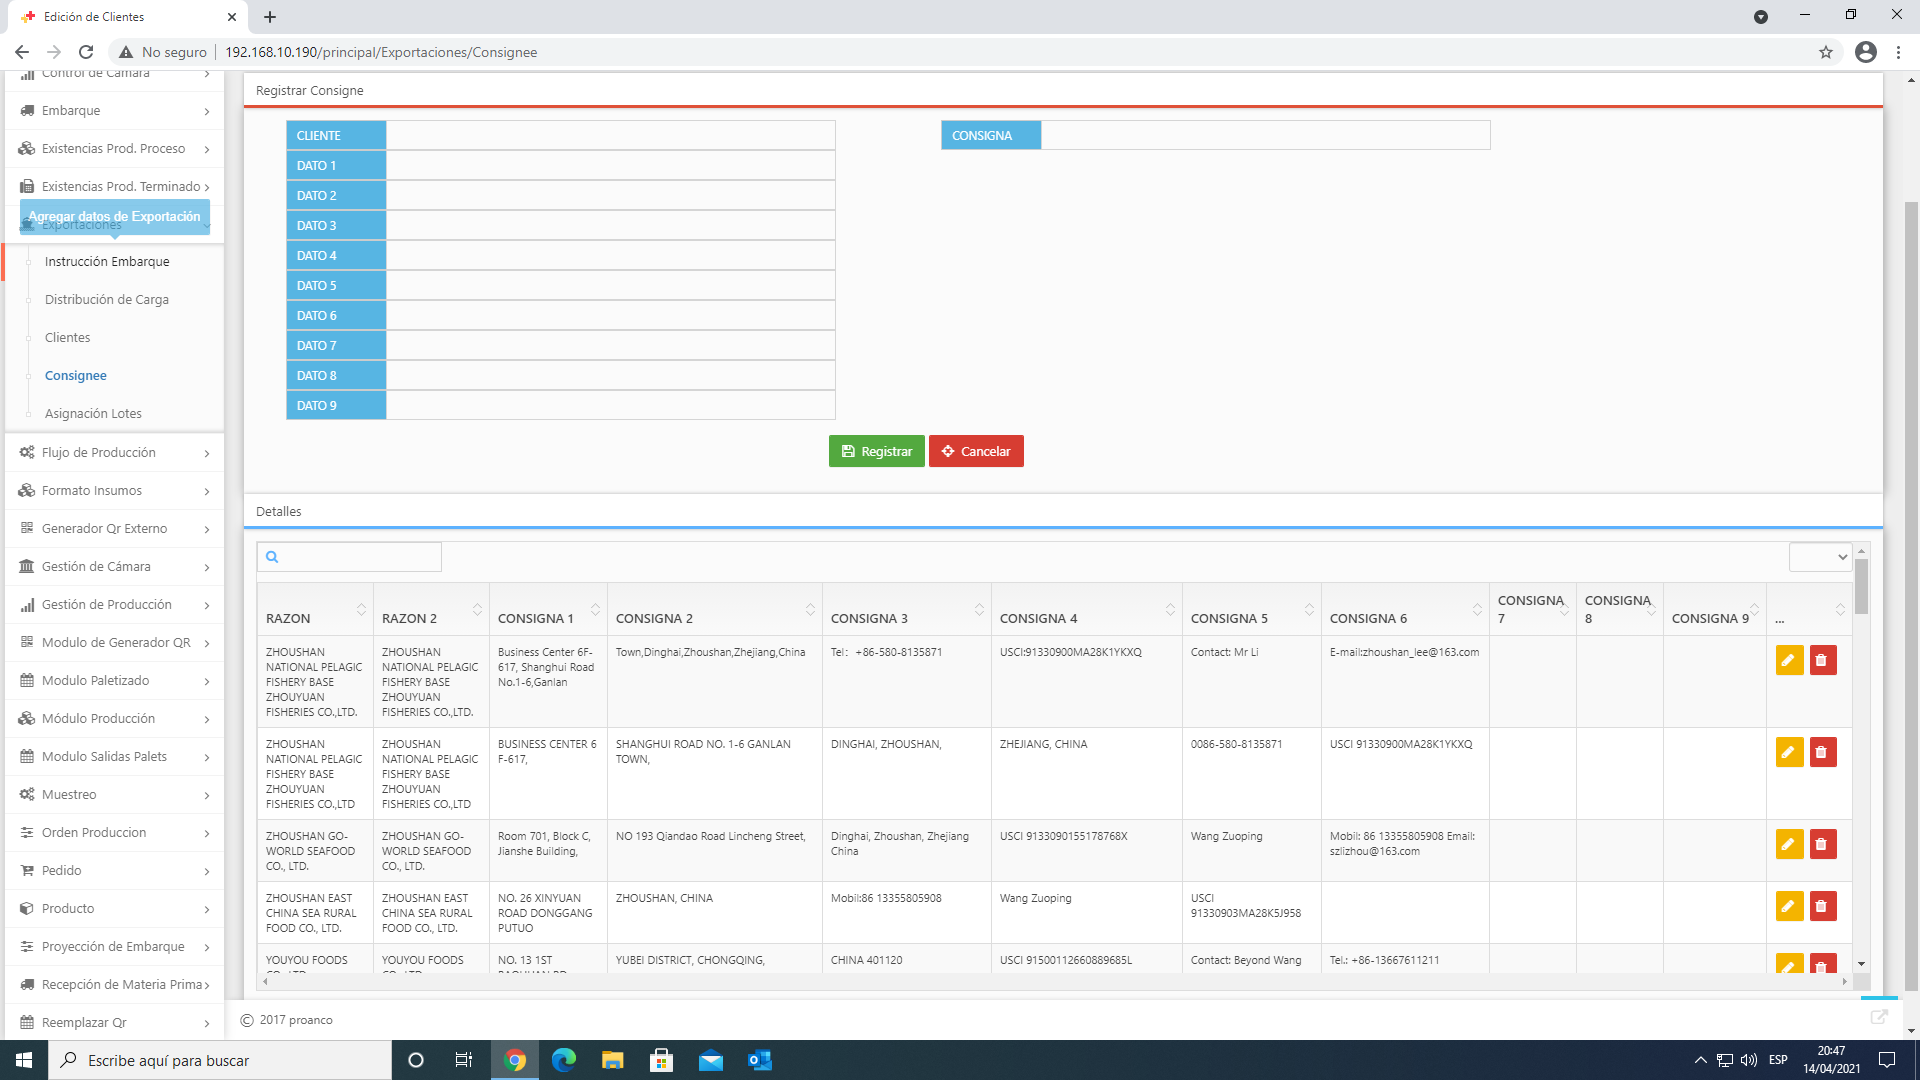 Edición de Clientes
No seguro
192.168.10.190/principal/Exportaciones/Consignee
Control de Cámara
Embarque
Existencias Prod. Proceso
Existencias Prod. Terminado
Agregar datos de Exportación
Exportaciones
Instrucción Embarque
Distribución de Carga
Clientes
Consignee
Asignación Lotes
Flujo de Producción
Formato Insumos
Generador Qr Externo
Gestión de Cámara
Gestión de Producción
Modulo de Generador QR
Modulo Paletizado
Módulo Producción
Modulo Salidas Palets
Muestreo
Orden Produccion
Pedido
Producto
Proyección de Embarque
Recepción de Materia Prima
Reemplazar Qr
Registrar Consigne
CLIENTE
CONSIGNA
DATO 1
DATO 2
DATO 3
DATO 4
DATO 5
DATO 6
DATO 7
DATO 8
DATO 9
Registrar Cancelar
Detalles
RAZON RAZON 2 CONSIGNA 1 CONSIGNA 2 CONSIGNA 3 CONSIGNA 4 CONSIGNA 5 CONSIGNA 6 CONSIGNA 7 CONSIGNA 8 CONSIGNA 9 ...
ZHOUSHAN NATIONAL PELAGIC FISHERY BASE ZHOUYUAN FISHERIES CO.,LTD. ZHOUSHAN NATIONAL PELAGIC FISHERY BASE ZHOUYUAN FISHERIES CO.,LTD. Business Center 6F-617, Shanghui Road No.1-6,Ganlan Town,Dinghai,Zhoushan,Zhejiang,China Tel: +86-580-8135871 USCI:91330900MA28K1YKXQ Contact: Mr Li E-mail:zhoushan_lee@163.com
ZHOUSHAN NATIONAL PELAGIC FISHERY BASE ZHOUYUAN FISHERIES CO.,LTD ZHOUSHAN NATIONAL PELAGIC FISHERY BASE ZHOUYUAN FISHERIES CO.,LTD BUSINESS CENTER 6 F-617, SHANGHUI ROAD NO. 1-6 GANLAN TOWN, DINGHAI, ZHOUSHAN, ZHEJIANG, CHINA 0086-580-8135871 USCI 91330900MA28K1YKXQ
ZHOUSHAN GO-WORLD SEAFOOD CO., LTD. ZHOUSHAN GO-WORLD SEAFOOD CO., LTD. Room 701, Block C, Jianshe Building, NO 193 Qiandao Road Lincheng Street, Dinghai, Zhoushan, Zhejiang China USCI 9133090155178768X Wang Zuoping Mobil: 86 13355805908 Email: szlizhou@163.com
ZHOUSHAN EAST CHINA SEA RURAL FOOD CO., LTD. ZHOUSHAN EAST CHINA SEA RURAL FOOD CO., LTD. NO. 26 XINYUAN ROAD DONGGANG PUTUO ZHOUSHAN, CHINA Mobil:86 13355805908 Wang Zuoping USCI 91330903MA28K5J958
YOUYOU FOODS YOUYOU FOODS NO. 13 1ST YUBEI DISTRICT, CHONGQING, CHINA 401120 USCI 91500112660889685L Contact: Beyond Wang Tel.: +86-13667611211
© 2017 proanco
Escribe aquí para buscar
ESP
20:47
14/04/2021